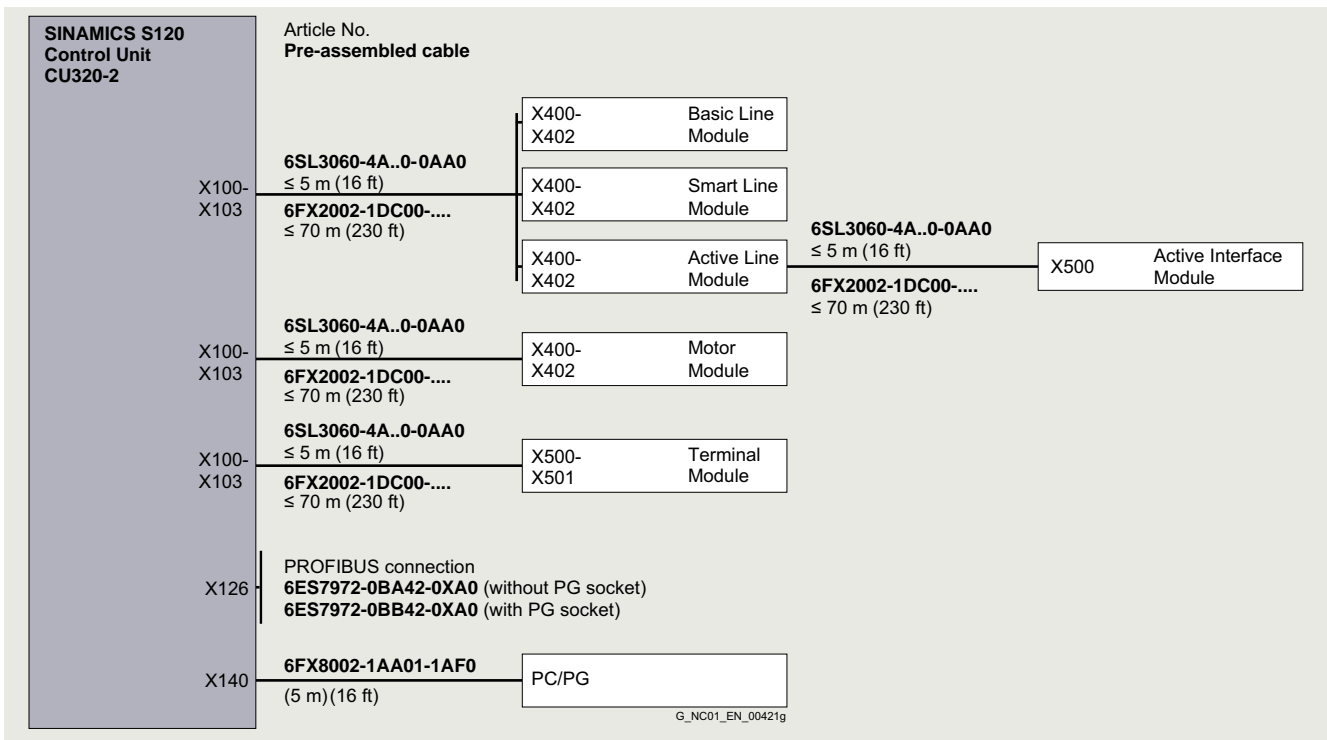 SINAMICS S120
Control Unit
CU320-2
Article No.
Pre-assembled cable
X400-
X402
Basic Line
Module
X100-
X103
6SL3060-4A..0-0AA0
≤ 5 m (16 ft)
6FX2002-1DC00-....
≤ 70 m (230 ft)
X400-
X402
Smart Line
Module
X400-
X402
Active Line
Module
6SL3060-4A..0-0AA0
≤ 5 m (16 ft)
6FX2002-1DC00-....
≤ 70 m (230 ft)
X500
Active Interface
Module
X100-
X103
6SL3060-4A..0-0AA0
≤ 5 m (16 ft)
6FX2002-1DC00-....
≤ 70 m (230 ft)
X400-
X402
Motor
Module
X100-
X103
6SL3060-4A..0-0AA0
≤ 5 m (16 ft)
6FX2002-1DC00-....
≤ 70 m (230 ft)
X500-
X501
Terminal
Module
X126
PROFIBUS connection
6ES7972-0BA42-0XA0 (without PG socket)
6ES7972-0BB42-0XA0 (with PG socket)
X140
6FX8002-1AA01-1AF0
(5 m)(16 ft)
PC/PG
G_NC01_EN_00421g